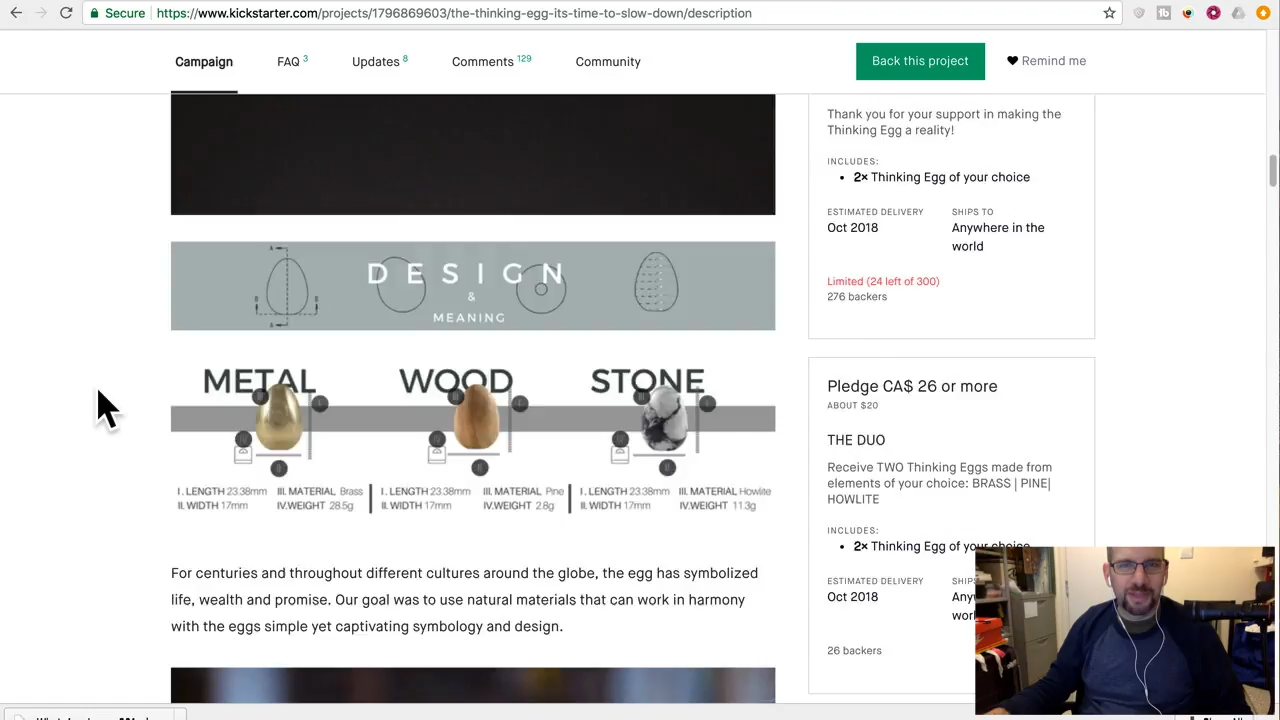 Secure
https://www.kickstarter.com/projects/1796869603/the-thinking-egg-its-time-to-slow-down/description
Campaign FAQ 3 Updates 8 Comments 129 Community
Back this project
Remind me
DESIGN
&
MEANING
METAL WOOD STONE
I. LENGTH 23.38mm III. MATERIAL Brass
II. WIDTH 17mm IV. WEIGHT 28.5g
I. LENGTH 23.38mm III. MATERIAL Pine
II. WIDTH 17mm IV. WEIGHT 2.8g
I. LENGTH 23.38mm III. MATERIAL Howlite
II. WIDTH 17mm IV. WEIGHT 11.3g
For centuries and throughout different cultures around the globe, the egg has symbolized
life, wealth and promise. Our goal was to use natural materials that can work in harmony
with the eggs simple yet captivating symbology and design.
Thank you for your support in making the
Thinking Egg a reality!
INCLUDES:
2× Thinking Egg of your choice
ESTIMATED DELIVERY SHIPS TO
Oct 2018 Anywhere in the
world
Limited (24 left of 300)
276 backers
Pledge CA$ 26 or more
ABOUT $20
THE DUO
Receive TWO Thinking Eggs made from
elements of your choice: BRASS | PINE|
HOWLITE
INCLUDES:
2× Thinking Egg of your choice
ESTIMATED DELIVERY
Oct 2018
26 backers